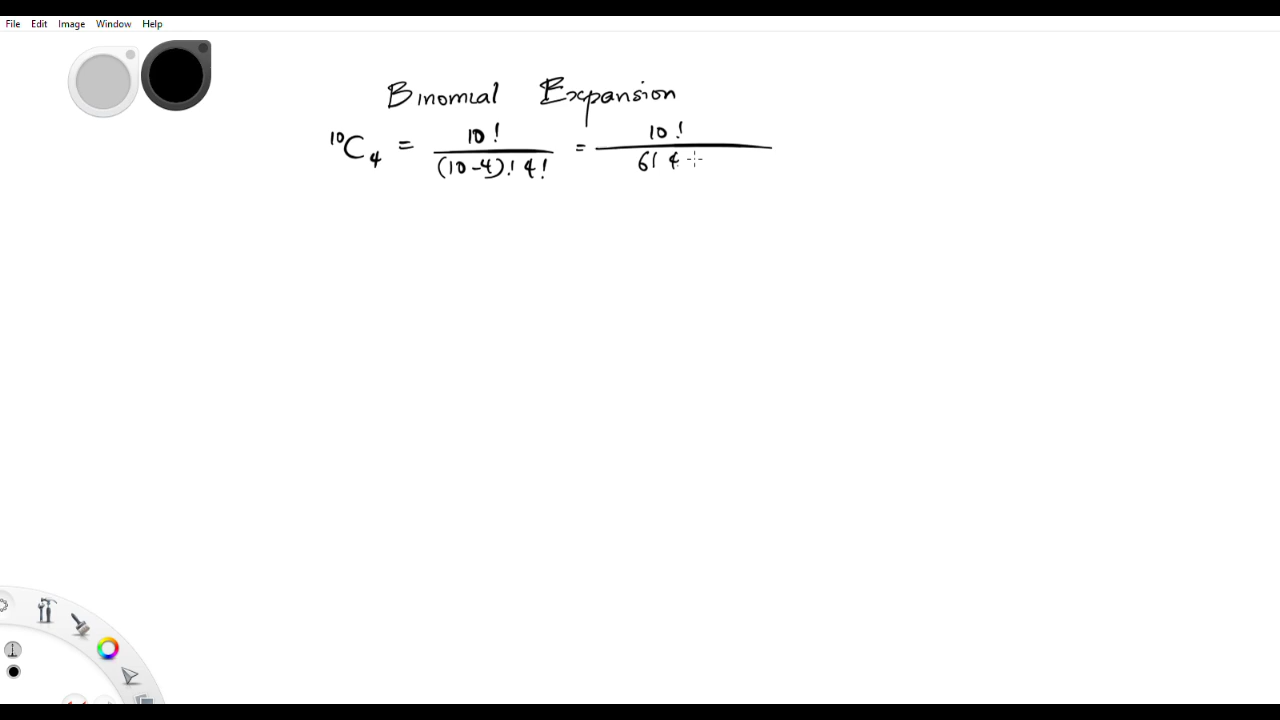 File Edit Image Window Help
Binomial Expansion
¹⁰C₄ = 10! / (10-4)! 4! = 10! / 6! 4